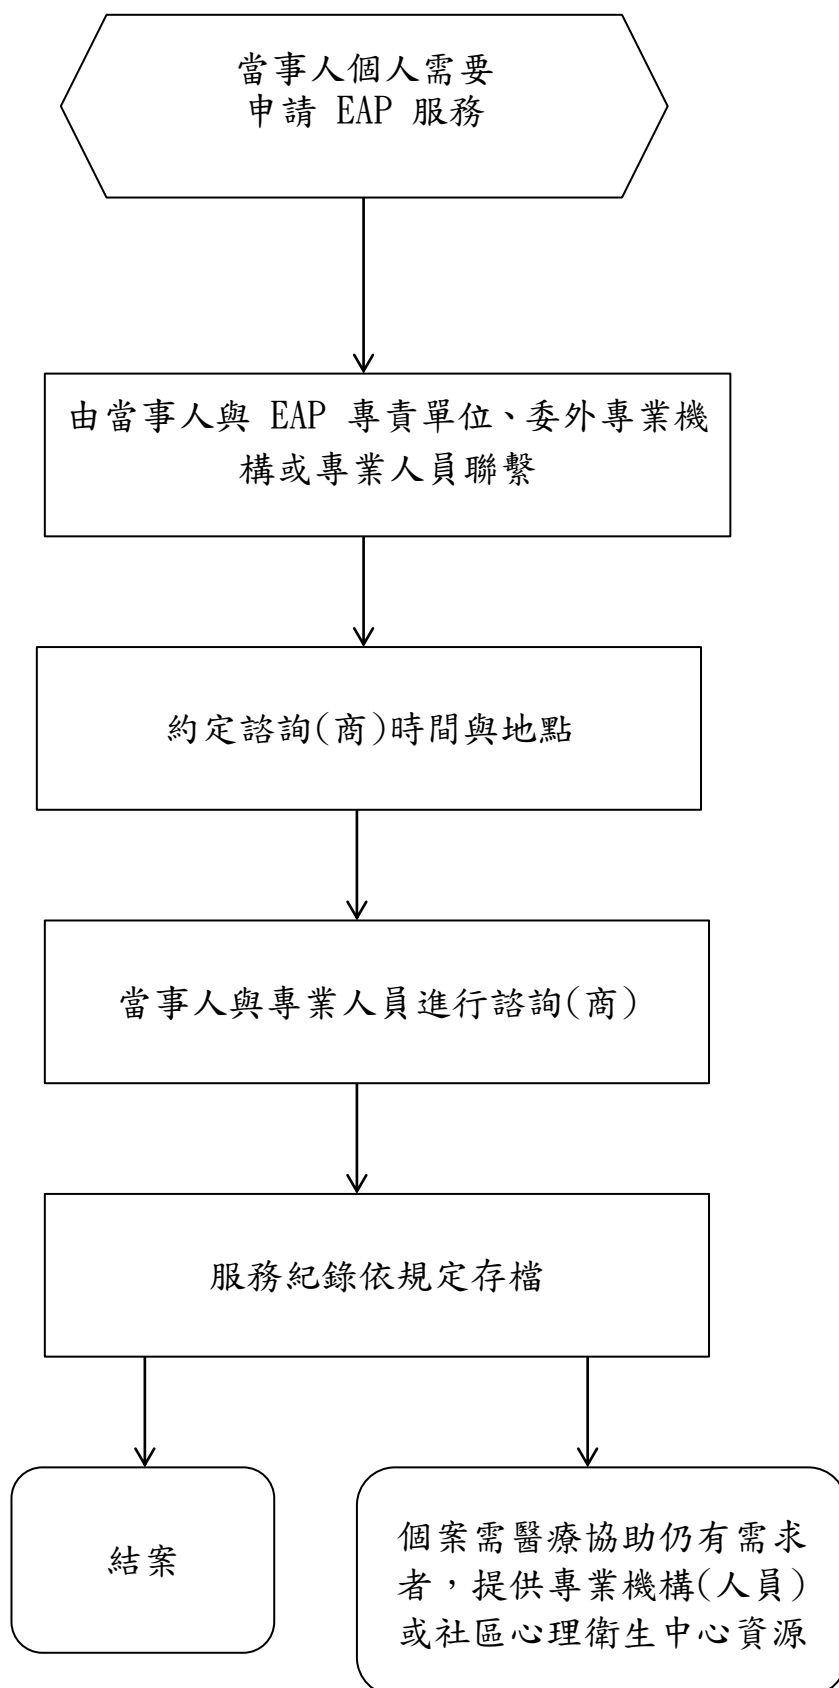 當事人個人需要
申請 EAP 服務
由當事人與 EAP 專責單位、委外專業機
構或專業人員聯繫
約定諮詢(商)時間與地點
當事人與專業人員進行諮詢(商)
服務紀錄依規定存檔
結案
個案需醫療協助仍有需求
者，提供專業機構(人員)
或社區心理衛生中心資源